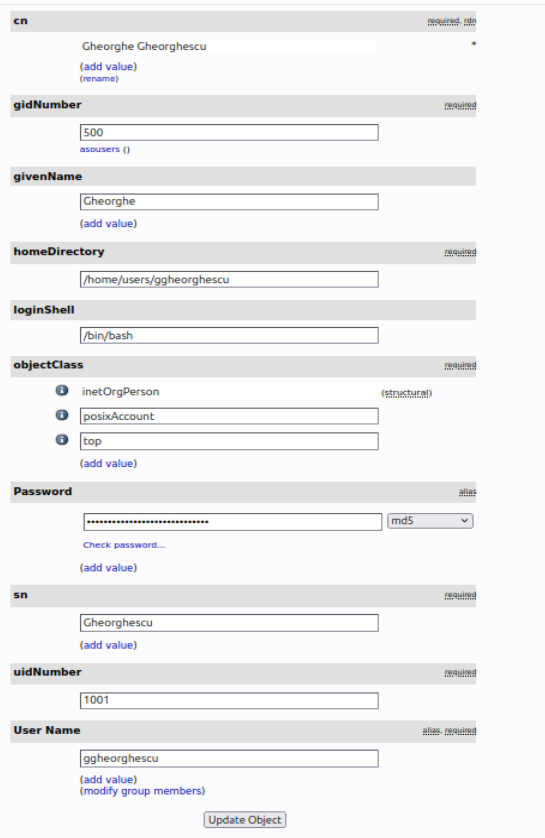 cn required, rdn
Gheorghe Gheorghescu *
(add value)
(rename)
gidNumber required
500
asousers ()
givenName
Gheorghe
(add value)
homeDirectory required
/home/users/ggheorghescu
loginShell
/bin/bash
objectClass required
inetOrgPerson (structural)
posixAccount
top
(add value)
Password alias
•••••••••••••••••••••••••••••• md5
Check password...
(add value)
sn required
Gheorghescu
(add value)
uidNumber required
1001
User Name alias, required
ggheorghescu
(add value)
(modify group members)
Update Object